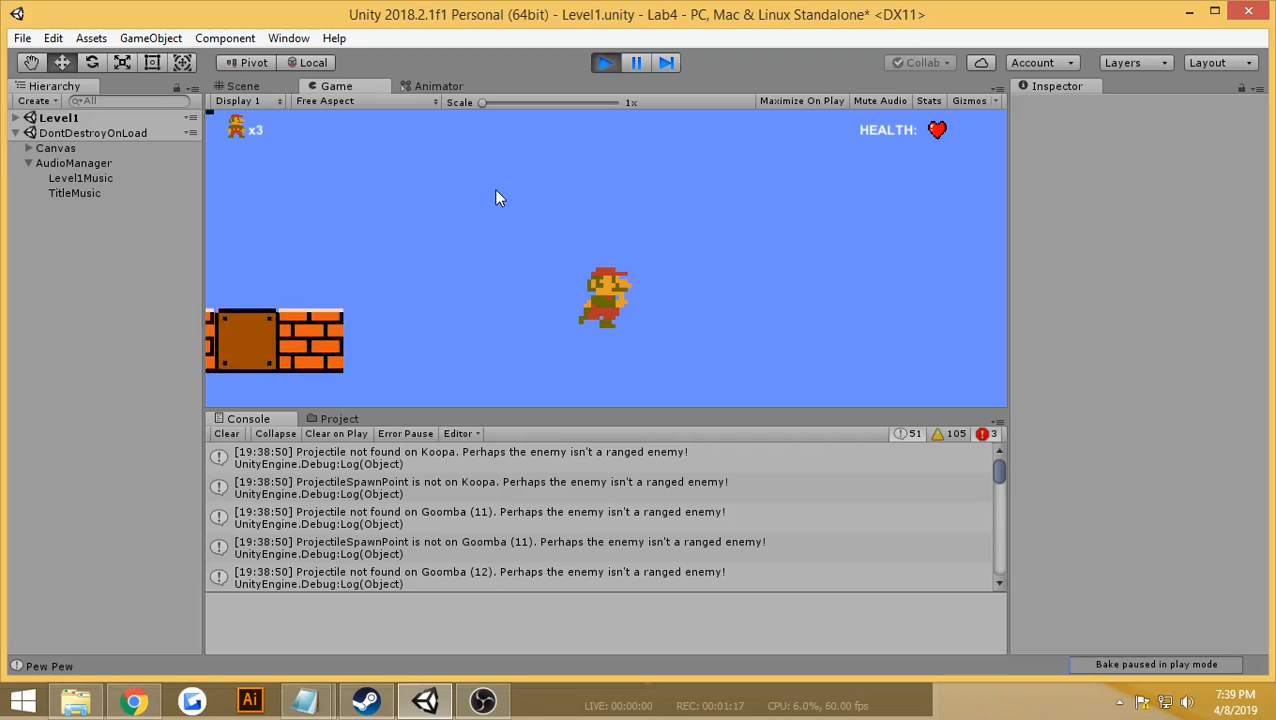 Unity 2018.2.1f1 Personal (64bit) - Level1.unity - Lab4 - PC, Mac & Linux Standalone* <DX11>
File Edit Assets GameObject Component Window Help
Pivot Local Collab Account Layers Layout
Hierarchy Scene Game Animator Inspector
Create All Display 1 Free Aspect Scale 1x Maximize On Play Mute Audio Stats Gizmos
Level1
DontDestroyOnLoad
Canvas
AudioManager
Level1Music
TitleMusic
x3 HEALTH:
Console Project
Clear Collapse Clear on Play Error Pause Editor 51 105 3
[19:38:50] Projectile not found on Koopa. Perhaps the enemy isn't a ranged enemy!
UnityEngine.Debug:Log(Object)
[19:38:50] ProjectileSpawnPoint is not on Koopa. Perhaps the enemy isn't a ranged enemy!
UnityEngine.Debug:Log(Object)
[19:38:50] Projectile not found on Goomba (11). Perhaps the enemy isn't a ranged enemy!
UnityEngine.Debug:Log(Object)
[19:38:50] ProjectileSpawnPoint is not on Goomba (11). Perhaps the enemy isn't a ranged enemy!
UnityEngine.Debug:Log(Object)
[19:38:50] Projectile not found on Goomba (12). Perhaps the enemy isn't a ranged enemy!
UnityEngine.Debug:Log(Object)
Pew Pew Bake paused in play mode
Ai LIVE: 00:00:00 REC: 00:01:17 CPU: 6.0%, 60.00 fps
7:39 PM
4/8/2019